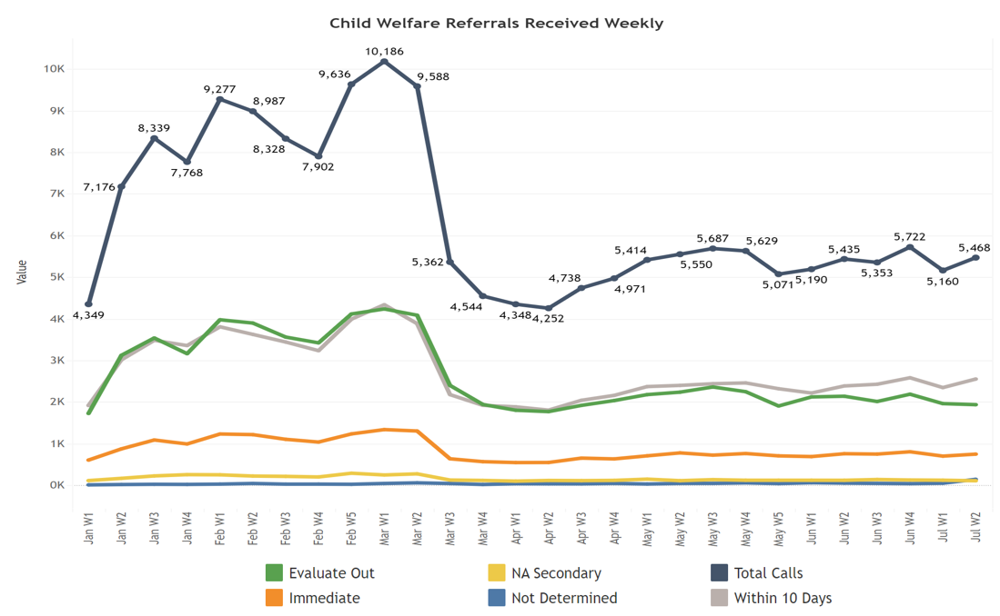 Child Welfare Referrals Received Weekly
10K
9K
8K
7K
6K
5K
4K
3K
2K
1K
0K
Value
4,349
7,176
8,339
7,768
9,277
8,987
8,328
7,902
9,636
10,186
9,588
5,362
4,544
4,348
4,252
4,738
4,971
5,414
5,550
5,687
5,629
5,071
5,190
5,435
5,353
5,722
5,160
5,468
Jan W1
Jan W2
Jan W3
Jan W4
Feb W1
Feb W2
Feb W3
Feb W4
Feb W5
Mar W1
Mar W2
Mar W3
Mar W4
Apr W1
Apr W2
Apr W3
Apr W4
May W1
May W2
May W3
May W4
May W5
Jun W1
Jun W2
Jun W3
Jun W4
Jul W1
Jul W2
Evaluate Out
NA Secondary
Total Calls
Immediate
Not Determined
Within 10 Days